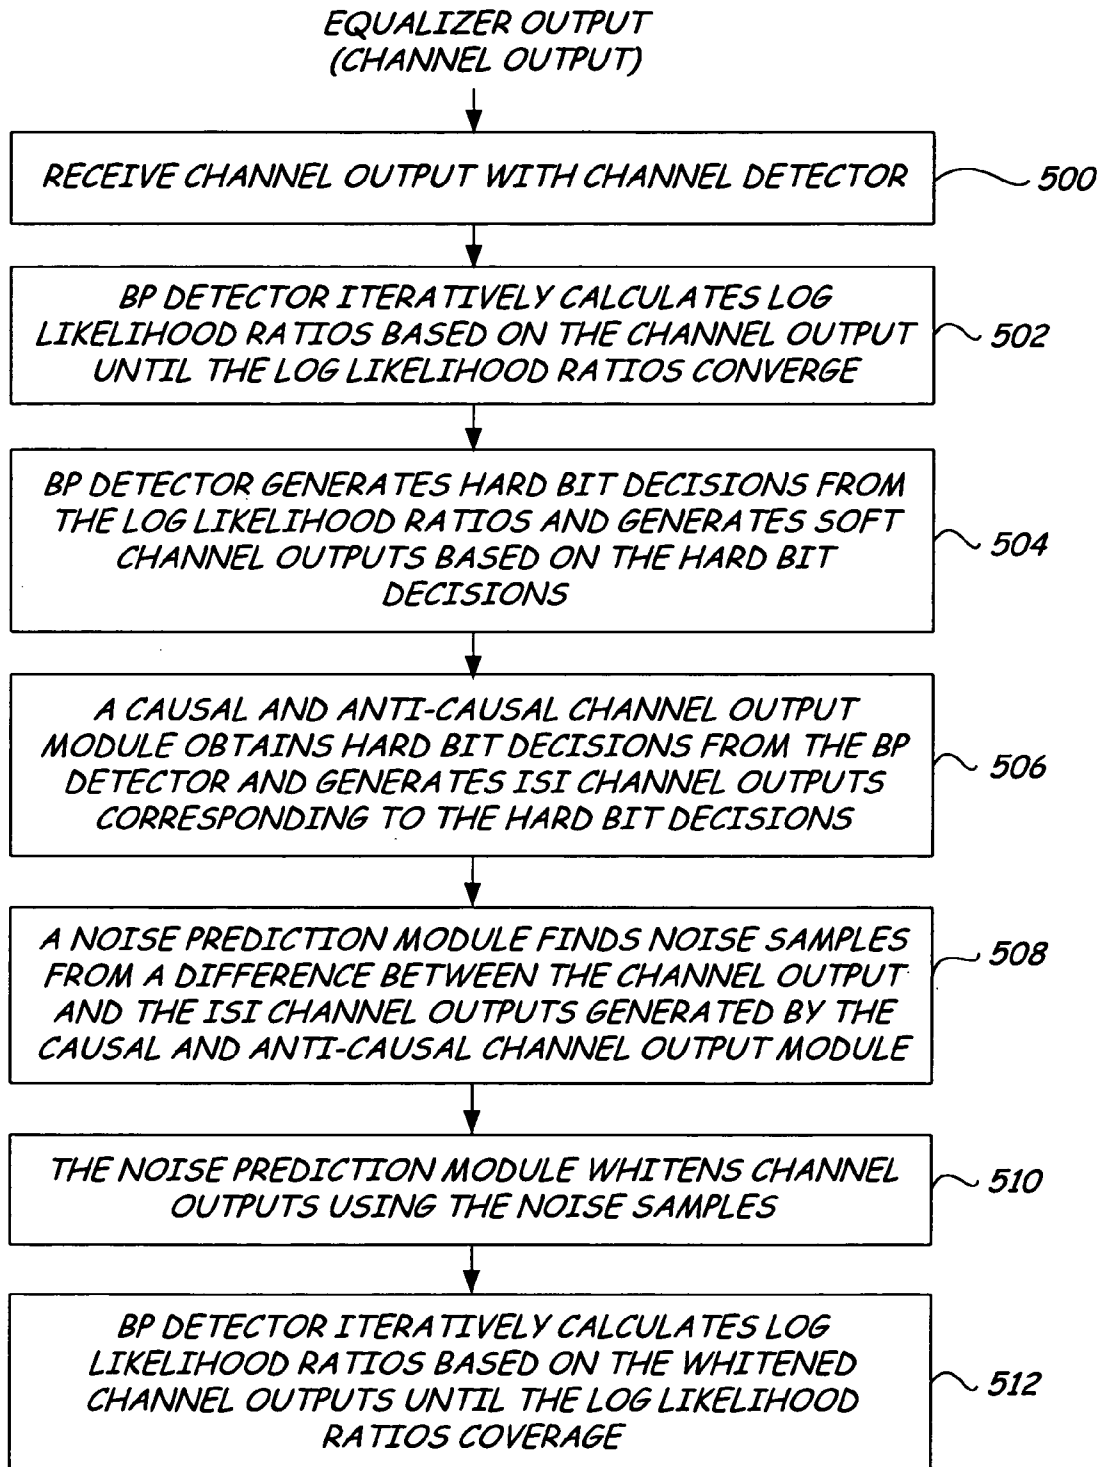 EQUALIZER OUTPUT
(CHANNEL OUTPUT)
RECEIVE CHANNEL OUTPUT WITH CHANNEL DETECTOR
500
BP DETECTOR ITERATIVELY CALCULATES LOG
LIKELIHOOD RATIOS BASED ON THE CHANNEL OUTPUT
UNTIL THE LOG LIKELIHOOD RATIOS CONVERGE
502
BP DETECTOR GENERATES HARD BIT DECISIONS FROM
THE LOG LIKELIHOOD RATIOS AND GENERATES SOFT
CHANNEL OUTPUTS BASED ON THE HARD BIT
DECISIONS
504
A CAUSAL AND ANTI-CAUSAL CHANNEL OUTPUT
MODULE OBTAINS HARD BIT DECISIONS FROM THE BP
DETECTOR AND GENERATES ISI CHANNEL OUTPUTS
CORRESPONDING TO THE HARD BIT DECISIONS
506
A NOISE PREDICTION MODULE FINDS NOISE SAMPLES
FROM A DIFFERENCE BETWEEN THE CHANNEL OUTPUT
AND THE ISI CHANNEL OUTPUTS GENERATED BY THE
CAUSAL AND ANTI-CAUSAL CHANNEL OUTPUT MODULE
508
THE NOISE PREDICTION MODULE WHITENS CHANNEL
OUTPUTS USING THE NOISE SAMPLES
510
BP DETECTOR ITERATIVELY CALCULATES LOG
LIKELIHOOD RATIOS BASED ON THE WHITENED
CHANNEL OUTPUTS UNTIL THE LOG LIKELIHOOD
RATIOS COVERAGE
512